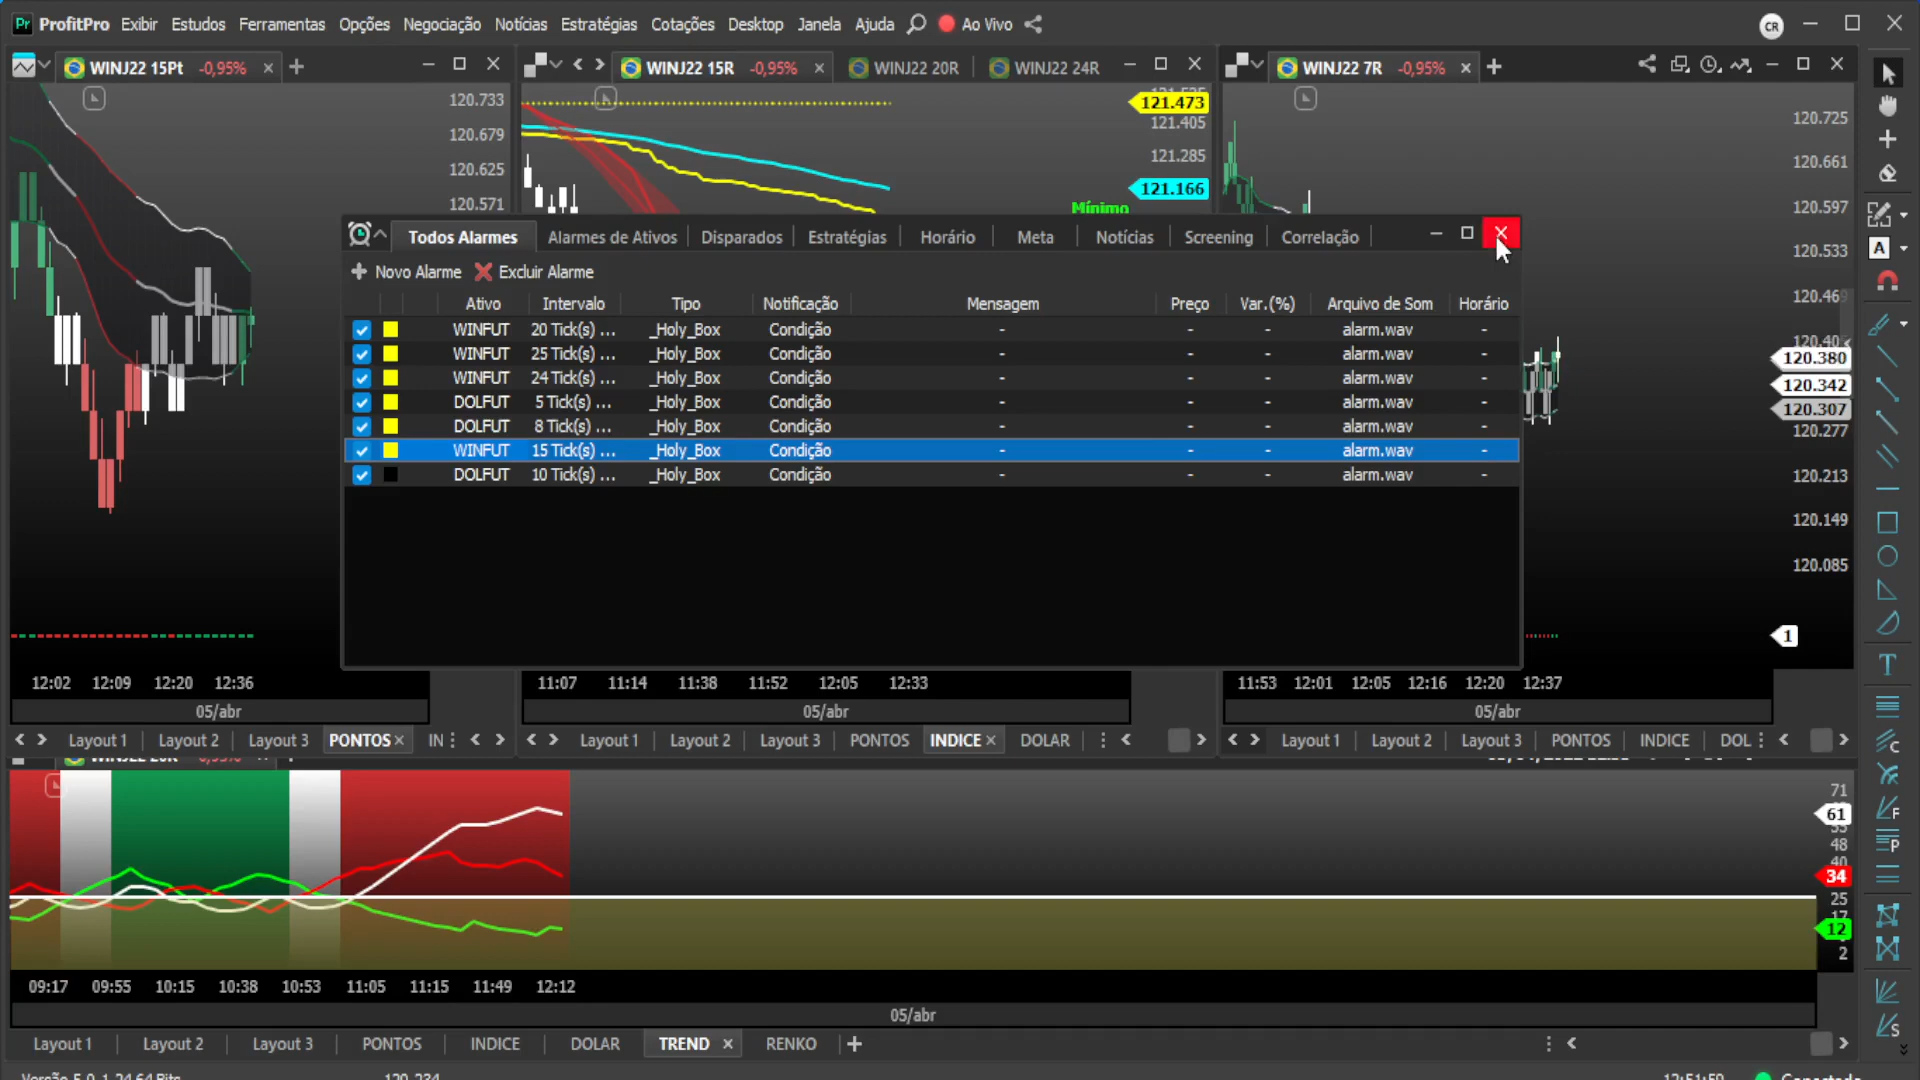 Pr ProfitPro Exibir Estudos Ferramentas Opções Negociação Notícias Estratégias Cotações Desktop Janela Ajuda Ao Vivo CR
WINJ22 15Pt -0,95%
WINJ22 15R -0,95% WINJ22 20R WINJ22 24R
WINJ22 7R -0,95%
120.733
120.679
120.625
120.571
121.473
121.405
121.285
121.166
Mínimo
120.725
120.661
120.597
120.533
120.469
120.380
120.342
120.307
120.277
120.213
120.149
120.085
1
Todos Alarmes Alarmes de Ativos Disparados Estratégias Horário Meta Notícias Screening Correlação
Novo Alarme Excluir Alarme
Ativo Intervalo Tipo Notificação Mensagem Preço Var.(%) Arquivo de Som Horário
WINFUT 20 Tick(s) ... _Holy_Box Condição - - - alarm.wav -
WINFUT 25 Tick(s) ... _Holy_Box Condição - - - alarm.wav -
WINFUT 24 Tick(s) ... _Holy_Box Condição - - - alarm.wav -
DOLFUT 5 Tick(s) ... _Holy_Box Condição - - - alarm.wav -
DOLFUT 8 Tick(s) ... _Holy_Box Condição - - - alarm.wav -
WINFUT 15 Tick(s) ... _Holy_Box Condição - - - alarm.wav -
DOLFUT 10 Tick(s) ... _Holy_Box Condição - - - alarm.wav -
12:02 12:09 12:20 12:36
05/abr
11:07 11:14 11:38 11:52 12:05 12:33
05/abr
11:53 12:01 12:05 12:16 12:20 12:37
05/abr
Layout 1 Layout 2 Layout 3 PONTOS IN
Layout 1 Layout 2 Layout 3 PONTOS INDICE DOLAR
Layout 1 Layout 2 Layout 3 PONTOS INDICE DOL
71
61
48
40
34
25
17
12
2
09:17 09:55 10:15 10:38 10:53 11:05 11:15 11:49 12:12
05/abr
Layout 1 Layout 2 Layout 3 PONTOS INDICE DOLAR TREND RENKO
A
T
C
F
P
S